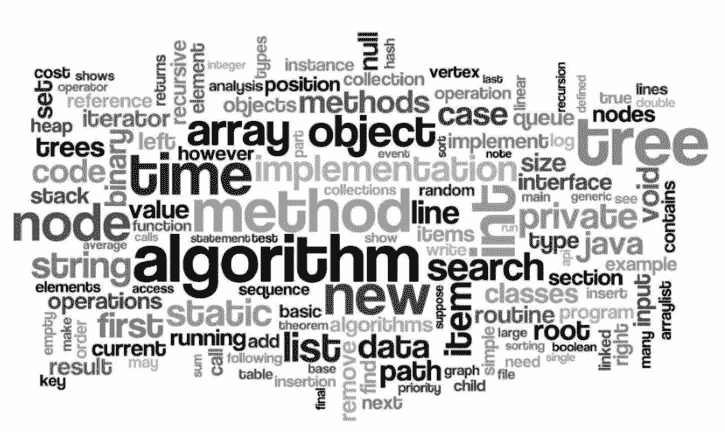 null
hash
types
instance
recursive
element
integer
cost
shows
operator
returns
analysis
position
collection
vertex
last
linear
recursion
defined
true
lines
double
set
reference
objects
methods
operation
case
queue
nodes
iterator
heap
array
object
sort
implement
log
tree
trees
binary
left
however
part
event
note
size
code
time
implementation
interface
void
contains
stack
collections
random
main
generic
see
node
value
method
line
int
run
private
function
average
calls
statement
test
show
items
write
type
api
java
string
algorithm
search
section
example
elements
access
sequence
new
suppose
item
classes
insert
input
arraylist
operations
static
basic
theorem
algorithms
routine
program
empty
make
order
first
current
running
add
list
data
simple
large
root
many
sorting
boolean
linked
right
result
may
sum
call
following
base
remove
find
path
graph
need
single
key
table
insertion
final
next
priority
child
file